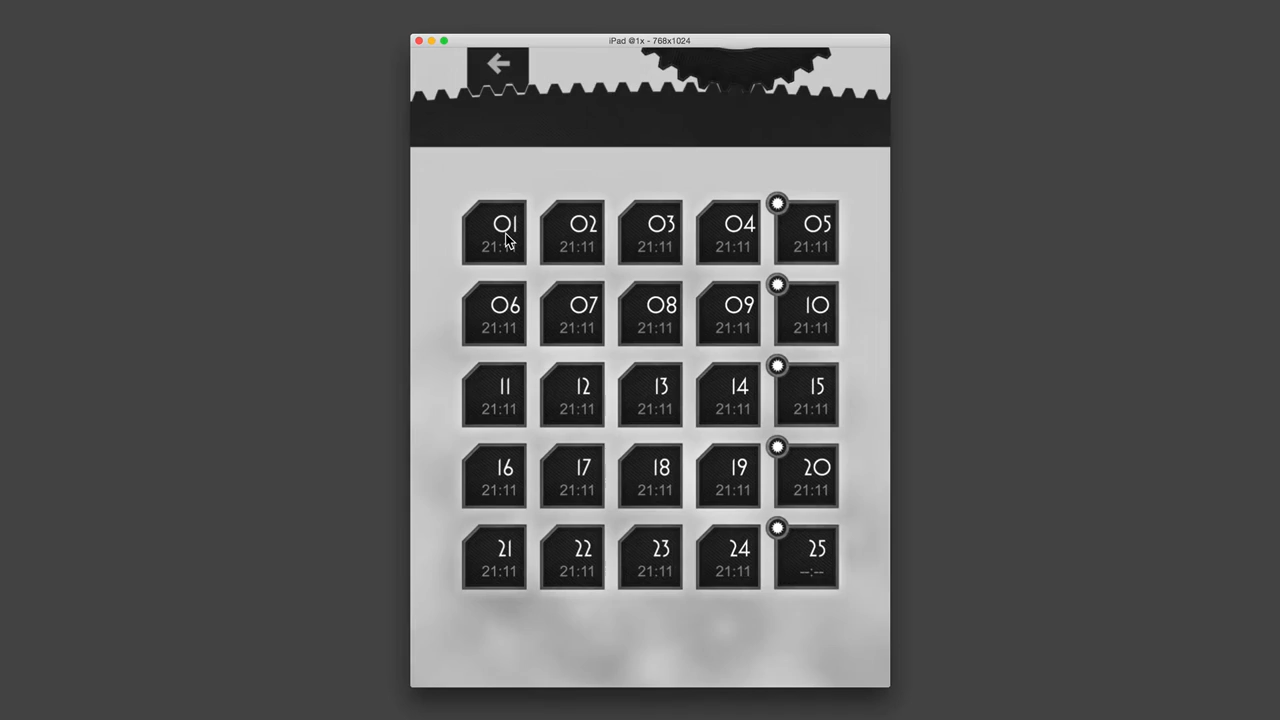 iPad @1x - 768x1024
01 02 03 04 05
21:11 21:11 21:11 21:11
06 07 08 09 10
21:11 21:11 21:11 21:11 21:11
11 12 13 14 15
21:11 21:11 21:11 21:11 21:11
16 17 18 19 20
21:11 21:11 21:11 21:11 21:11
21 22 23 24 25
21:11 21:11 21:11 21:11 --:--